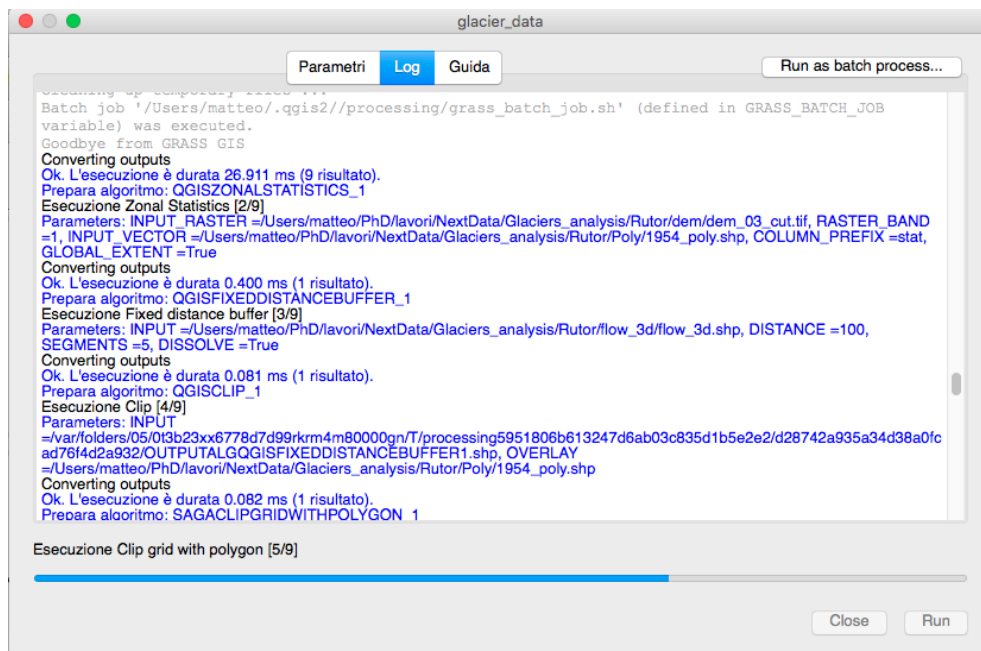 glacier_data
Parametri Log Guida Run as batch process...
Cleaning up temporary files ...
Batch job '/Users/matteo/.qgis2//processing/grass_batch_job.sh' (defined in GRASS_BATCH_JOB
variable) was executed.
Goodbye from GRASS GIS
Converting outputs
Ok. L'esecuzione è durata 26.911 ms (9 risultato).
Prepara algoritmo: QGISZONALSTATISTICS_1
Esecuzione Zonal Statistics [2/9]
Parameters: INPUT_RASTER =/Users/matteo/PhD/lavori/NextData/Glaciers_analysis/Rutor/dem/dem_03_cut.tif, RASTER_BAND
=1, INPUT_VECTOR =/Users/matteo/PhD/lavori/NextData/Glaciers_analysis/Rutor/Poly/1954_poly.shp, COLUMN_PREFIX =stat,
GLOBAL_EXTENT =True
Converting outputs
Ok. L'esecuzione è durata 0.400 ms (1 risultato).
Prepara algoritmo: QGISFIXEDDISTANCEBUFFER_1
Esecuzione Fixed distance buffer [3/9]
Parameters: INPUT =/Users/matteo/PhD/lavori/NextData/Glaciers_analysis/Rutor/flow_3d/flow_3d.shp, DISTANCE =100,
SEGMENTS =5, DISSOLVE =True
Converting outputs
Ok. L'esecuzione è durata 0.081 ms (1 risultato).
Prepara algoritmo: QGISCLIP_1
Esecuzione Clip [4/9]
Parameters: INPUT
=/var/folders/05/0t3b23xx6778d7d99rkrm4m80000gn/T/processing5951806b613247d6ab03c835d1b5e2e2/d28742a935a34d38a0fc
ad76f4d2a932/OUTPUTALGQGISFIXEDDISTANCEBUFFER1.shp, OVERLAY
=/Users/matteo/PhD/lavori/NextData/Glaciers_analysis/Rutor/Poly/1954_poly.shp
Converting outputs
Ok. L'esecuzione è durata 0.082 ms (1 risultato).
Prepara algoritmo: SAGACLIPGRIDWITHPOLYGON_1
Esecuzione Clip grid with polygon [5/9]
Close Run